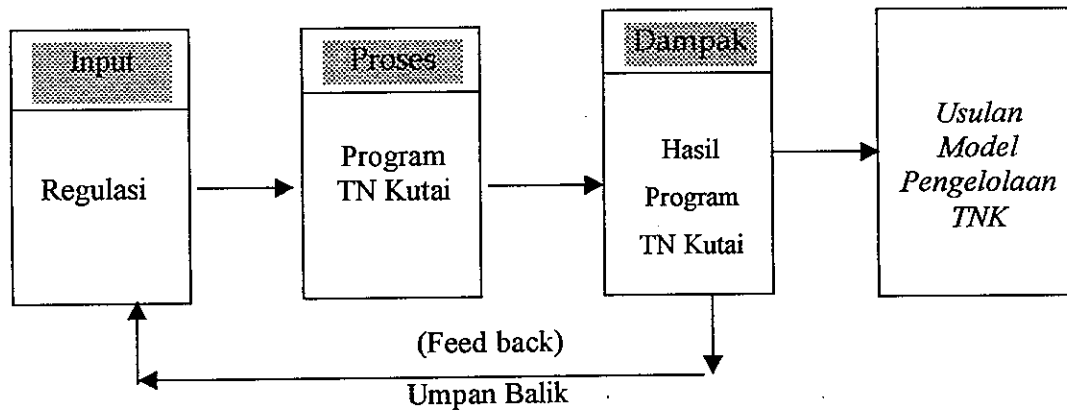 Input
Regulasi
Proses
Program
TN Kutai
Dampak
Hasil
Program
TN Kutai
Usulan
Model
Pengelolaan
TNK
(Feed back)
Umpan Balik